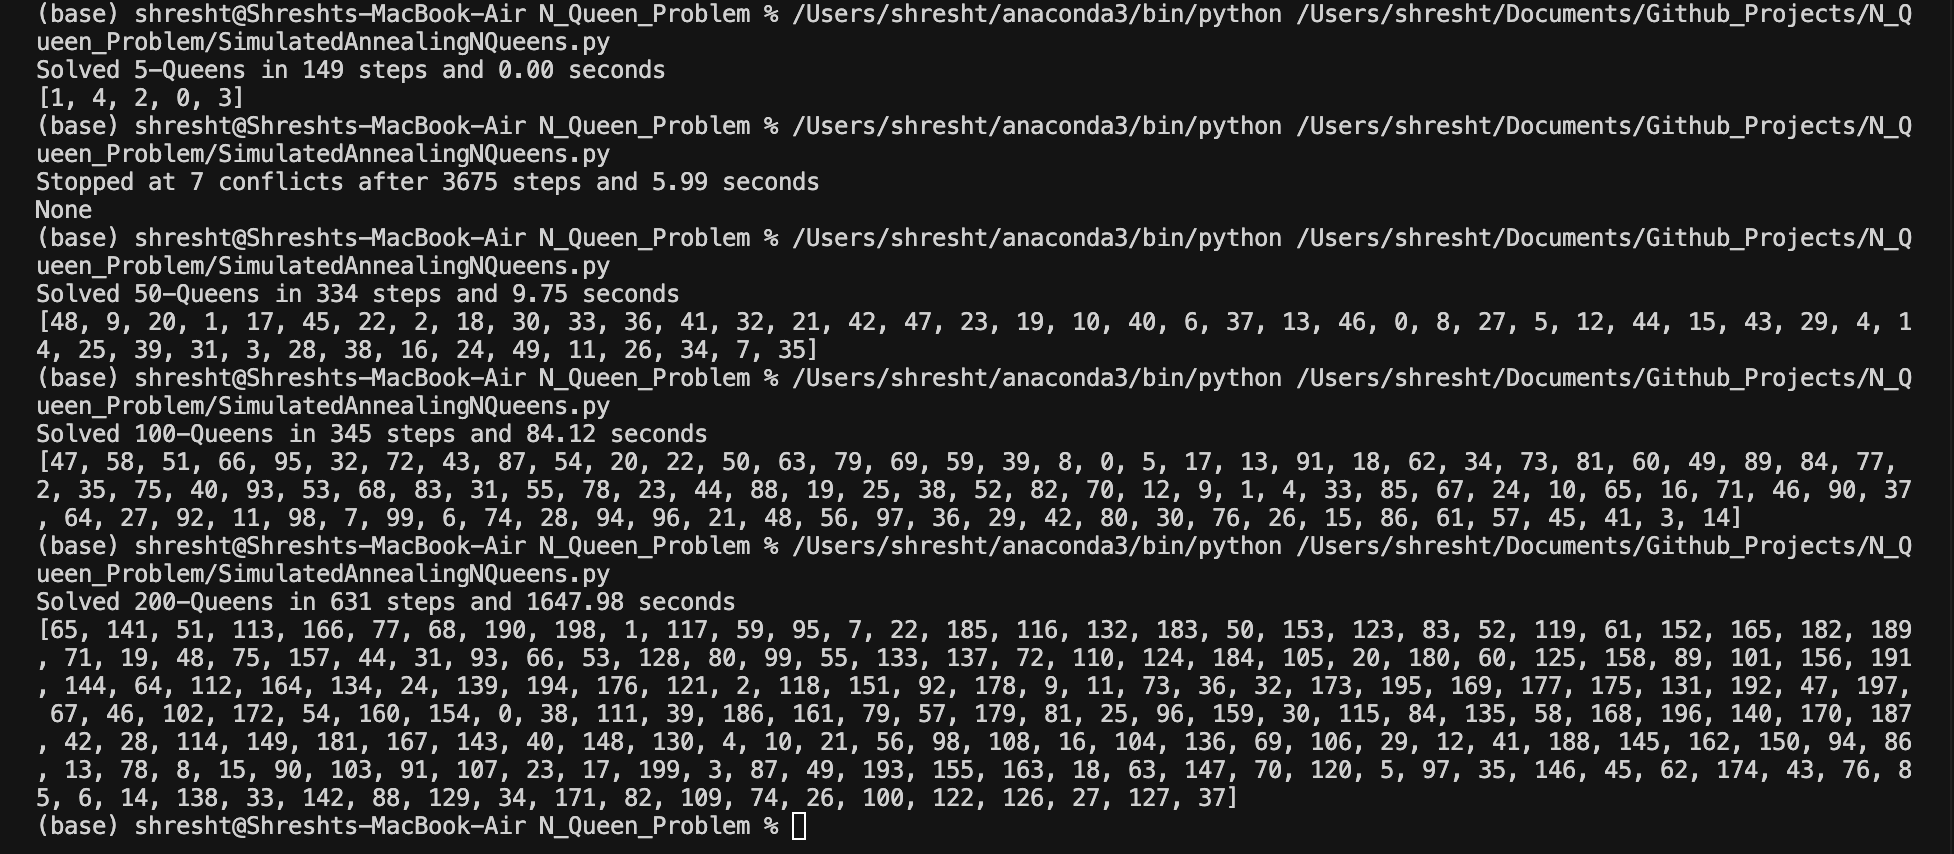 (base) shresht@Shreshts-MacBook-Air N_Queen_Problem % /Users/shresht/anaconda3/bin/python /Users/shresht/Documents/Github_Projects/N_Q
ueen_Problem/SimulatedAnnealingNQueens.py
Solved 5-Queens in 149 steps and 0.00 seconds
[1, 4, 2, 0, 3]
(base) shresht@Shreshts-MacBook-Air N_Queen_Problem % /Users/shresht/anaconda3/bin/python /Users/shresht/Documents/Github_Projects/N_Q
ueen_Problem/SimulatedAnnealingNQueens.py
Stopped at 7 conflicts after 3675 steps and 5.99 seconds
None
(base) shresht@Shreshts-MacBook-Air N_Queen_Problem % /Users/shresht/anaconda3/bin/python /Users/shresht/Documents/Github_Projects/N_Q
ueen_Problem/SimulatedAnnealingNQueens.py
Solved 50-Queens in 334 steps and 9.75 seconds
[48, 9, 20, 1, 17, 45, 22, 2, 18, 30, 33, 36, 41, 32, 21, 42, 47, 23, 19, 10, 40, 6, 37, 13, 46, 0, 8, 27, 5, 12, 44, 15, 43, 29, 4, 1
4, 25, 39, 31, 3, 28, 38, 16, 24, 49, 11, 26, 34, 7, 35]
(base) shresht@Shreshts-MacBook-Air N_Queen_Problem % /Users/shresht/anaconda3/bin/python /Users/shresht/Documents/Github_Projects/N_Q
ueen_Problem/SimulatedAnnealingNQueens.py
Solved 100-Queens in 345 steps and 84.12 seconds
[47, 58, 51, 66, 95, 32, 72, 43, 87, 54, 20, 22, 50, 63, 79, 69, 59, 39, 8, 0, 5, 17, 13, 91, 18, 62, 34, 73, 81, 60, 49, 89, 84, 77,
2, 35, 75, 40, 93, 53, 68, 83, 31, 55, 78, 23, 44, 88, 19, 25, 38, 52, 82, 70, 12, 9, 1, 4, 33, 85, 67, 24, 10, 65, 16, 71, 46, 90, 37
, 64, 27, 92, 11, 98, 7, 99, 6, 74, 28, 94, 96, 21, 48, 56, 97, 36, 29, 42, 80, 30, 76, 26, 15, 86, 61, 57, 45, 41, 3, 14]
(base) shresht@Shreshts-MacBook-Air N_Queen_Problem % /Users/shresht/anaconda3/bin/python /Users/shresht/Documents/Github_Projects/N_Q
ueen_Problem/SimulatedAnnealingNQueens.py
Solved 200-Queens in 631 steps and 1647.98 seconds
[65, 141, 51, 113, 166, 77, 68, 190, 198, 1, 117, 59, 95, 7, 22, 185, 116, 132, 183, 50, 153, 123, 83, 52, 119, 61, 152, 165, 182, 189
, 71, 19, 48, 75, 157, 44, 31, 93, 66, 53, 128, 80, 99, 55, 133, 137, 72, 110, 124, 184, 105, 20, 180, 60, 125, 158, 89, 101, 156, 191
, 144, 64, 112, 164, 134, 24, 139, 194, 176, 121, 2, 118, 151, 92, 178, 9, 11, 73, 36, 32, 173, 195, 169, 177, 175, 131, 192, 47, 197,
67, 46, 102, 172, 54, 160, 154, 0, 38, 111, 39, 186, 161, 79, 57, 179, 81, 25, 96, 159, 30, 115, 84, 135, 58, 168, 196, 140, 170, 187
, 42, 28, 114, 149, 181, 167, 143, 40, 148, 130, 4, 10, 21, 56, 98, 108, 16, 104, 136, 69, 106, 29, 12, 41, 188, 145, 162, 150, 94, 86
, 13, 78, 8, 15, 90, 103, 91, 107, 23, 17, 199, 3, 87, 49, 193, 155, 163, 18, 63, 147, 70, 120, 5, 97, 35, 146, 45, 62, 174, 43, 76, 8
5, 6, 14, 138, 33, 142, 88, 129, 34, 171, 82, 109, 74, 26, 100, 122, 126, 27, 127, 37]
(base) shresht@Shreshts-MacBook-Air N_Queen_Problem %